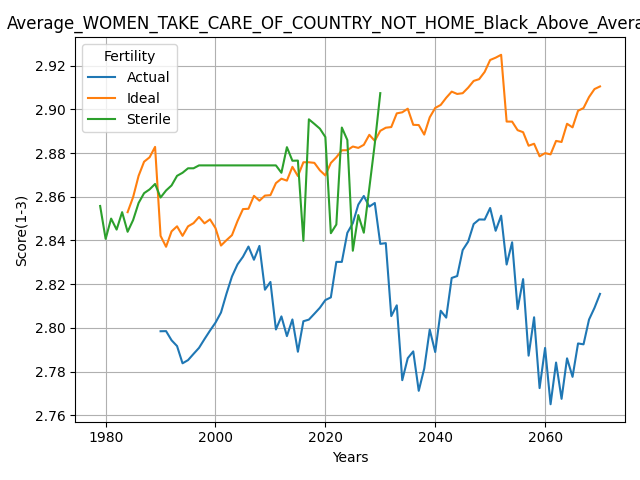 Average_WOMEN_TAKE_CARE_OF_COUNTRY_NOT_HOME_Black_Above_Avera
Fertility
Actual
Ideal
Sterile
Score(1-3)
2.92
2.90
2.88
2.86
2.84
2.82
2.80
2.78
2.76
1980 2000 2020 2040 2060
Years